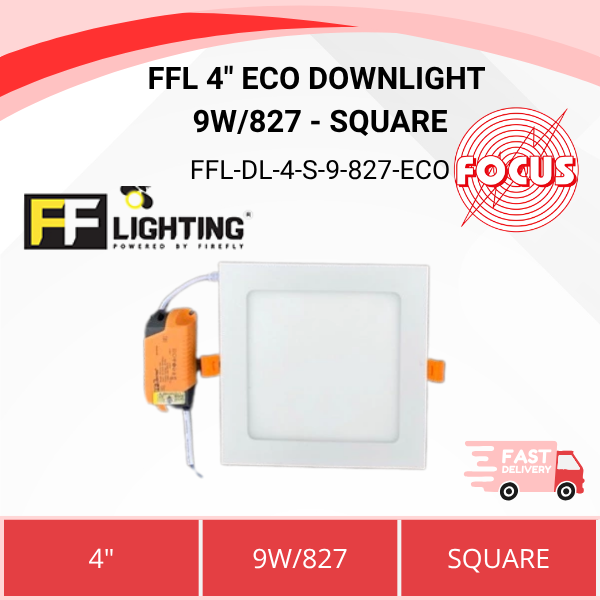 FFL 4" ECO DOWNLIGHT
9W/827 - SQUARE
FFL-DL-4-S-9-827-ECO
FOCUS
FF LIGHTING®
POWERED BY FIREFLY
FAST
DELIVERY
4"
9W/827
SQUARE